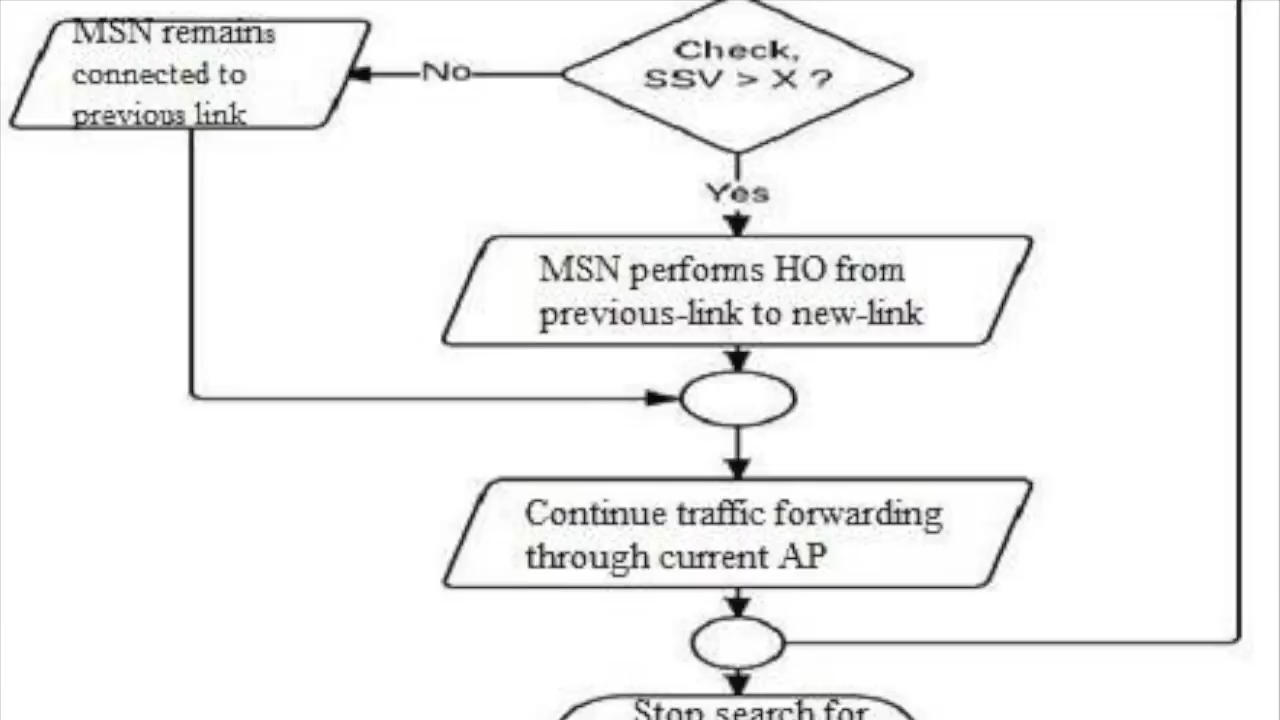 MSN remains
connected to
previous link
No
Check,
SSV > X ?
Yes
MSN performs HO from
previous-link to new-link
Continue traffic forwarding
through current AP
Stop search for